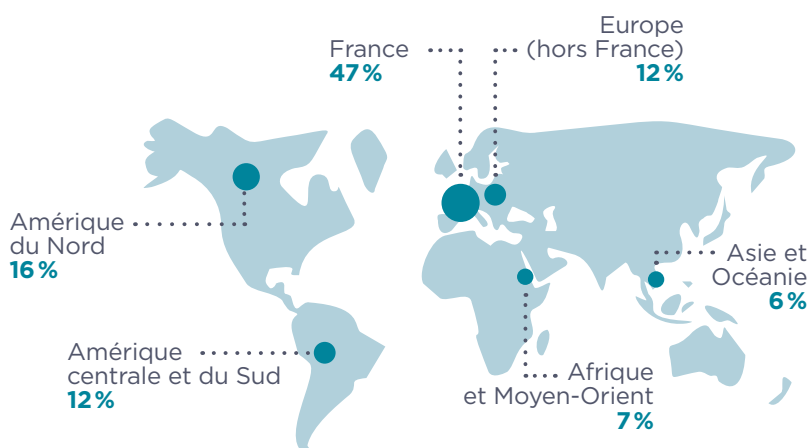 France
47 %
Europe
(hors France)
12 %
Amérique
du Nord
16 %
Asie et
Océanie
6 %
Amérique
centrale et du Sud
12 %
Afrique
et Moyen-Orient
7 %